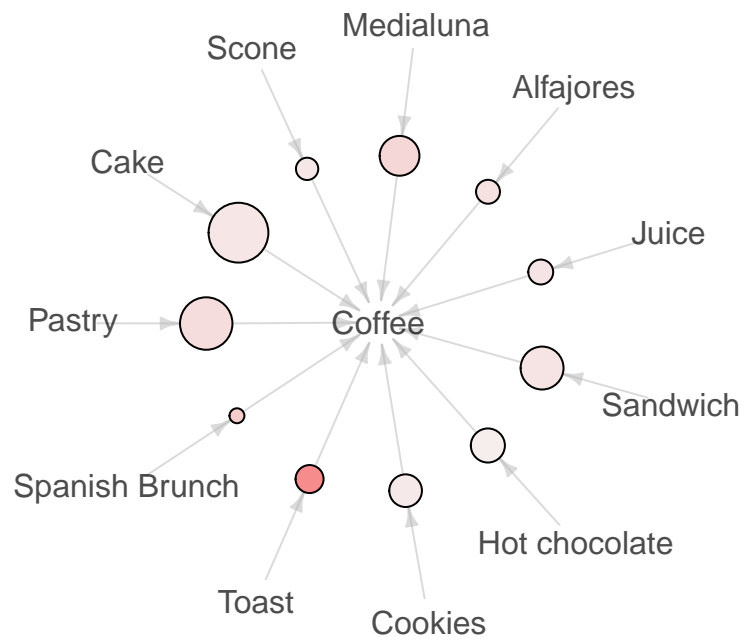 Medialuna
Scone
Alfajores
Cake
Juice
Pastry
Coffee
Sandwich
Spanish Brunch
Hot chocolate
Toast
Cookies